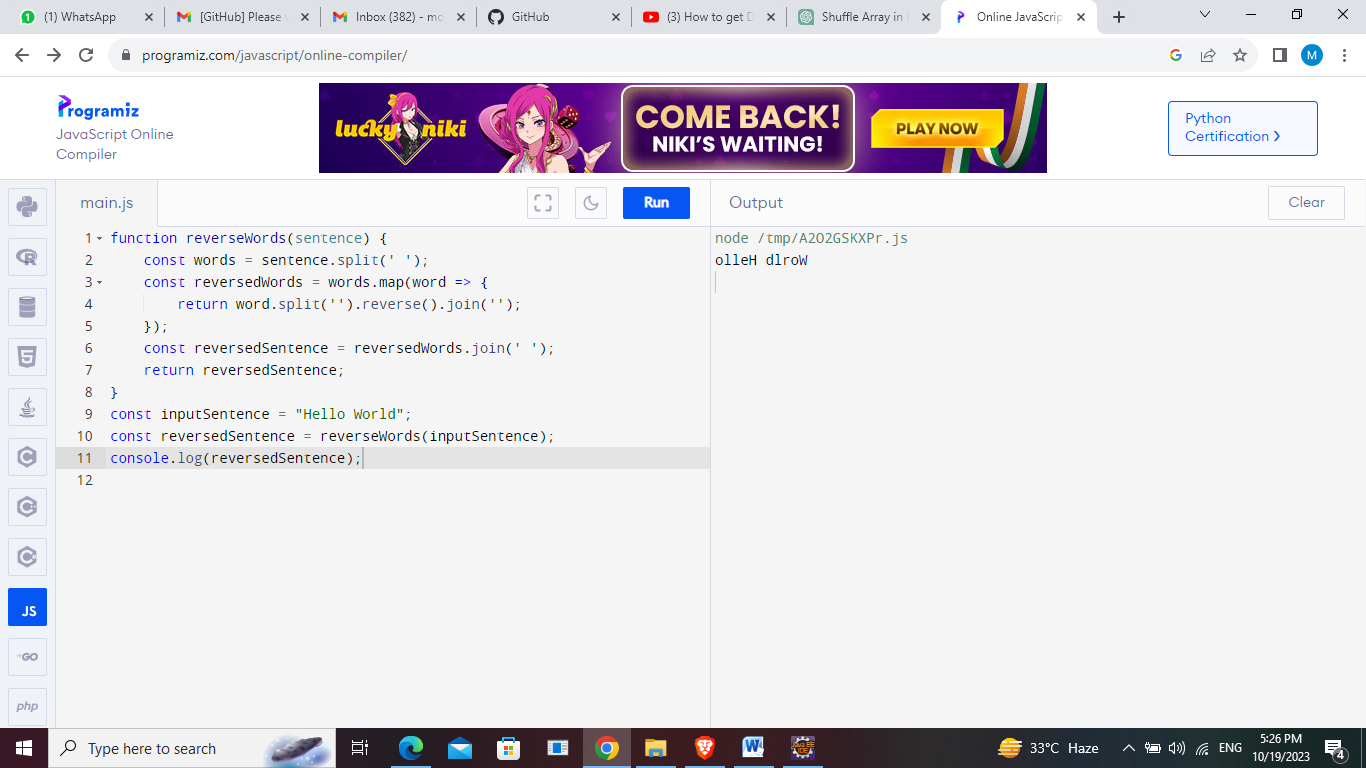 (1) WhatsApp
[GitHub] Please
Inbox (382) - mo
GitHub
(3) How to get D
Shuffle Array in
Online JavaScrip
programiz.com/javascript/online-compiler/
M
Programiz
JavaScript Online
Compiler
lucky niki
COME BACK!
NIKI'S WAITING!
PLAY NOW
Python
Certification ❯
main.js
Run
Output
Clear
1 function reverseWords(sentence) {
2 const words = sentence.split(' ');
3 const reversedWords = words.map(word => {
4 return word.split('').reverse().join('');
5 });
6 const reversedSentence = reversedWords.join(' ');
7 return reversedSentence;
8 }
9 const inputSentence = "Hello World";
10 const reversedSentence = reverseWords(inputSentence);
11 console.log(reversedSentence);
12
node /tmp/A2O2GSKXPr.js
olleH dlroW
JS
GO
php
Type here to search
33°C Haze
ENG
5:26 PM
10/19/2023
4